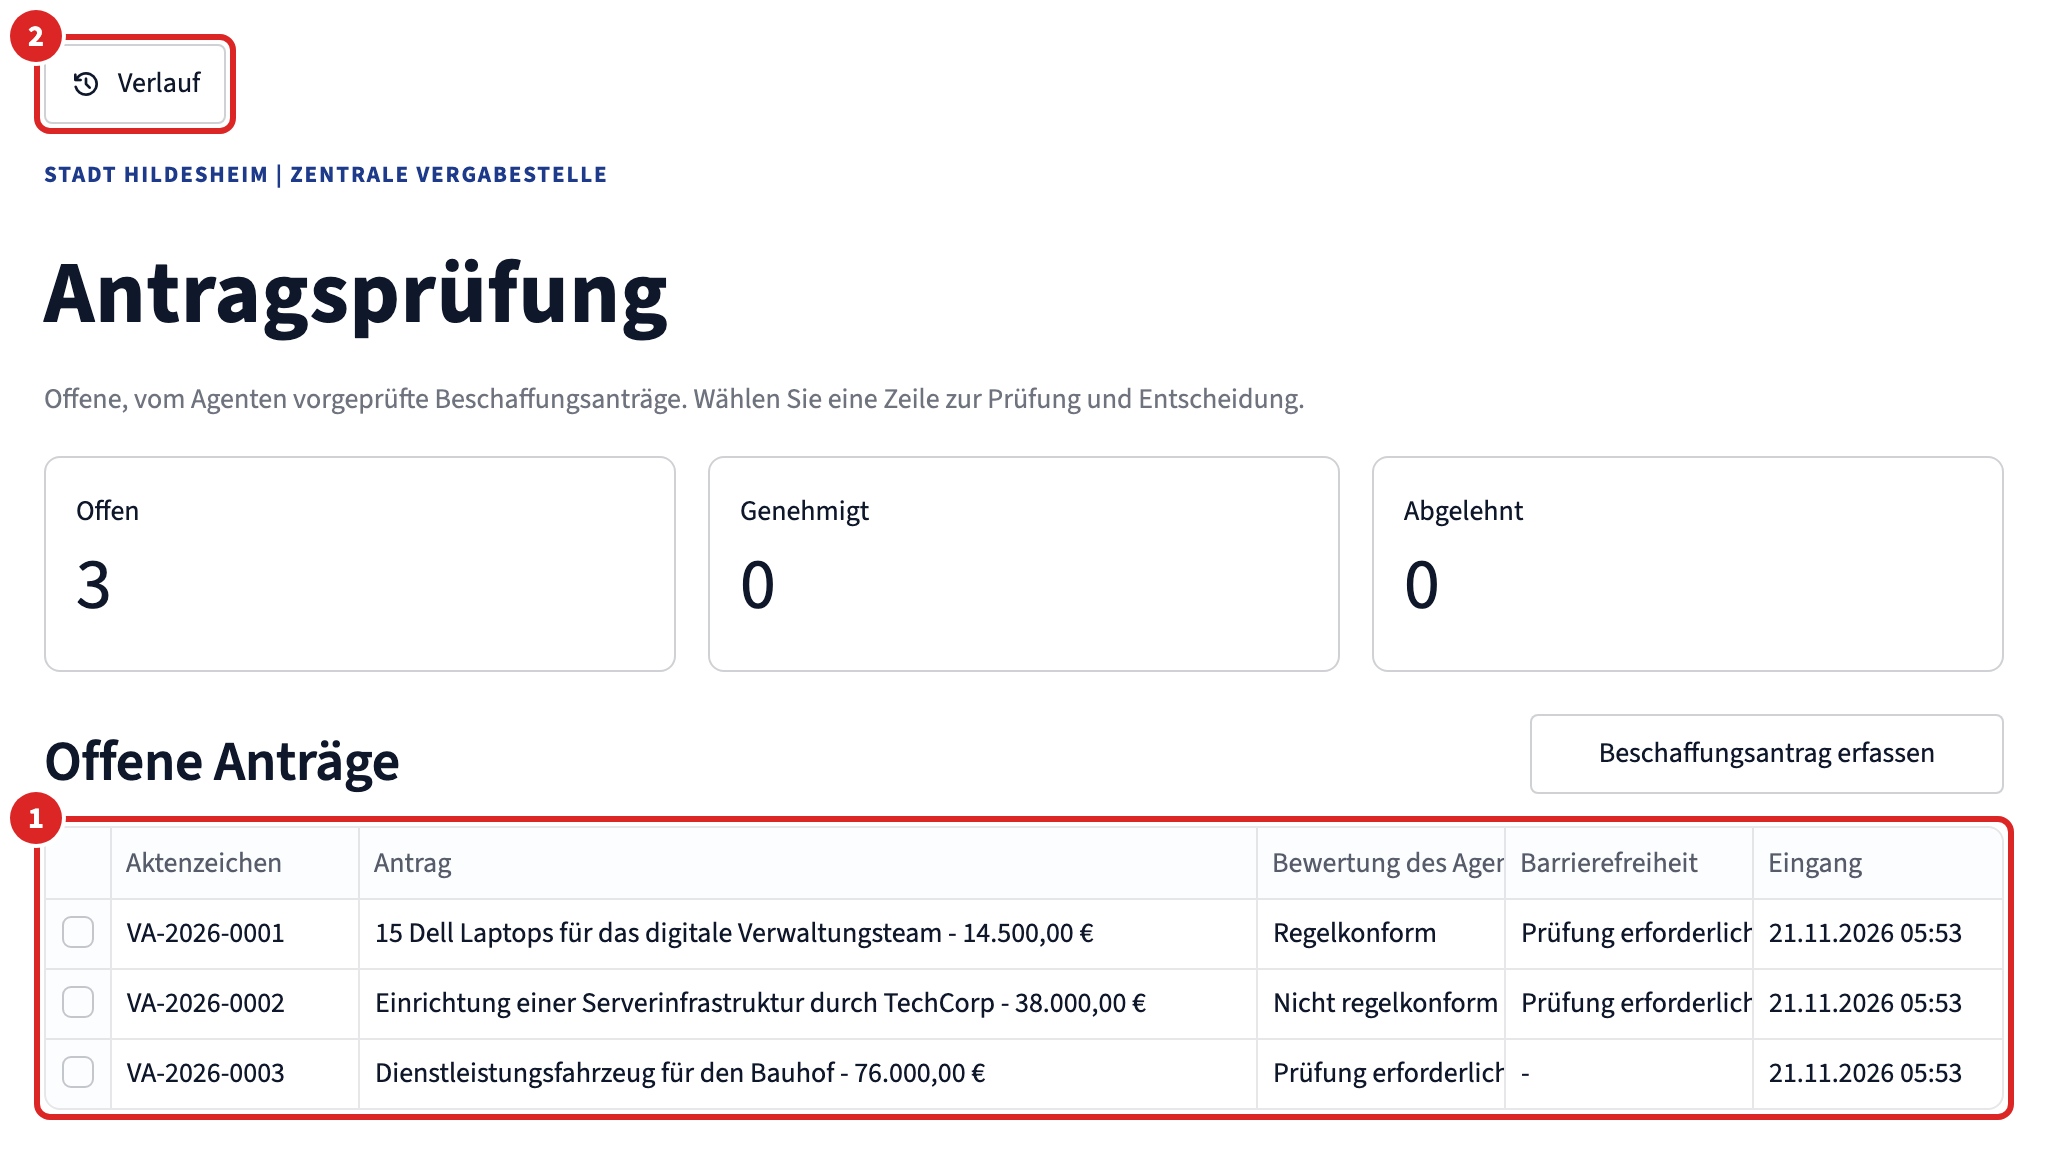 2
Verlauf
STADT HILDESHEIM | ZENTRALE VERGABESTELLE
Antragsprüfung
Offene, vom Agenten vorgeprüfte Beschaffungsanträge. Wählen Sie eine Zeile zur Prüfung und Entscheidung.
Offen Genehmigt Abgelehnt
3 0 0
Offene Anträge Beschaffungsantrag erfassen
1
Aktenzeichen Antrag Bewertung des Ager Barrierefreiheit Eingang
VA-2026-0001 15 Dell Laptops für das digitale Verwaltungsteam - 14.500,00 € Regelkonform Prüfung erforderlich 21.11.2026 05:53
VA-2026-0002 Einrichtung einer Serverinfrastruktur durch TechCorp - 38.000,00 € Nicht regelkonform Prüfung erforderlich 21.11.2026 05:53
VA-2026-0003 Dienstleistungsfahrzeug für den Bauhof - 76.000,00 € Prüfung erforderlich - 21.11.2026 05:53